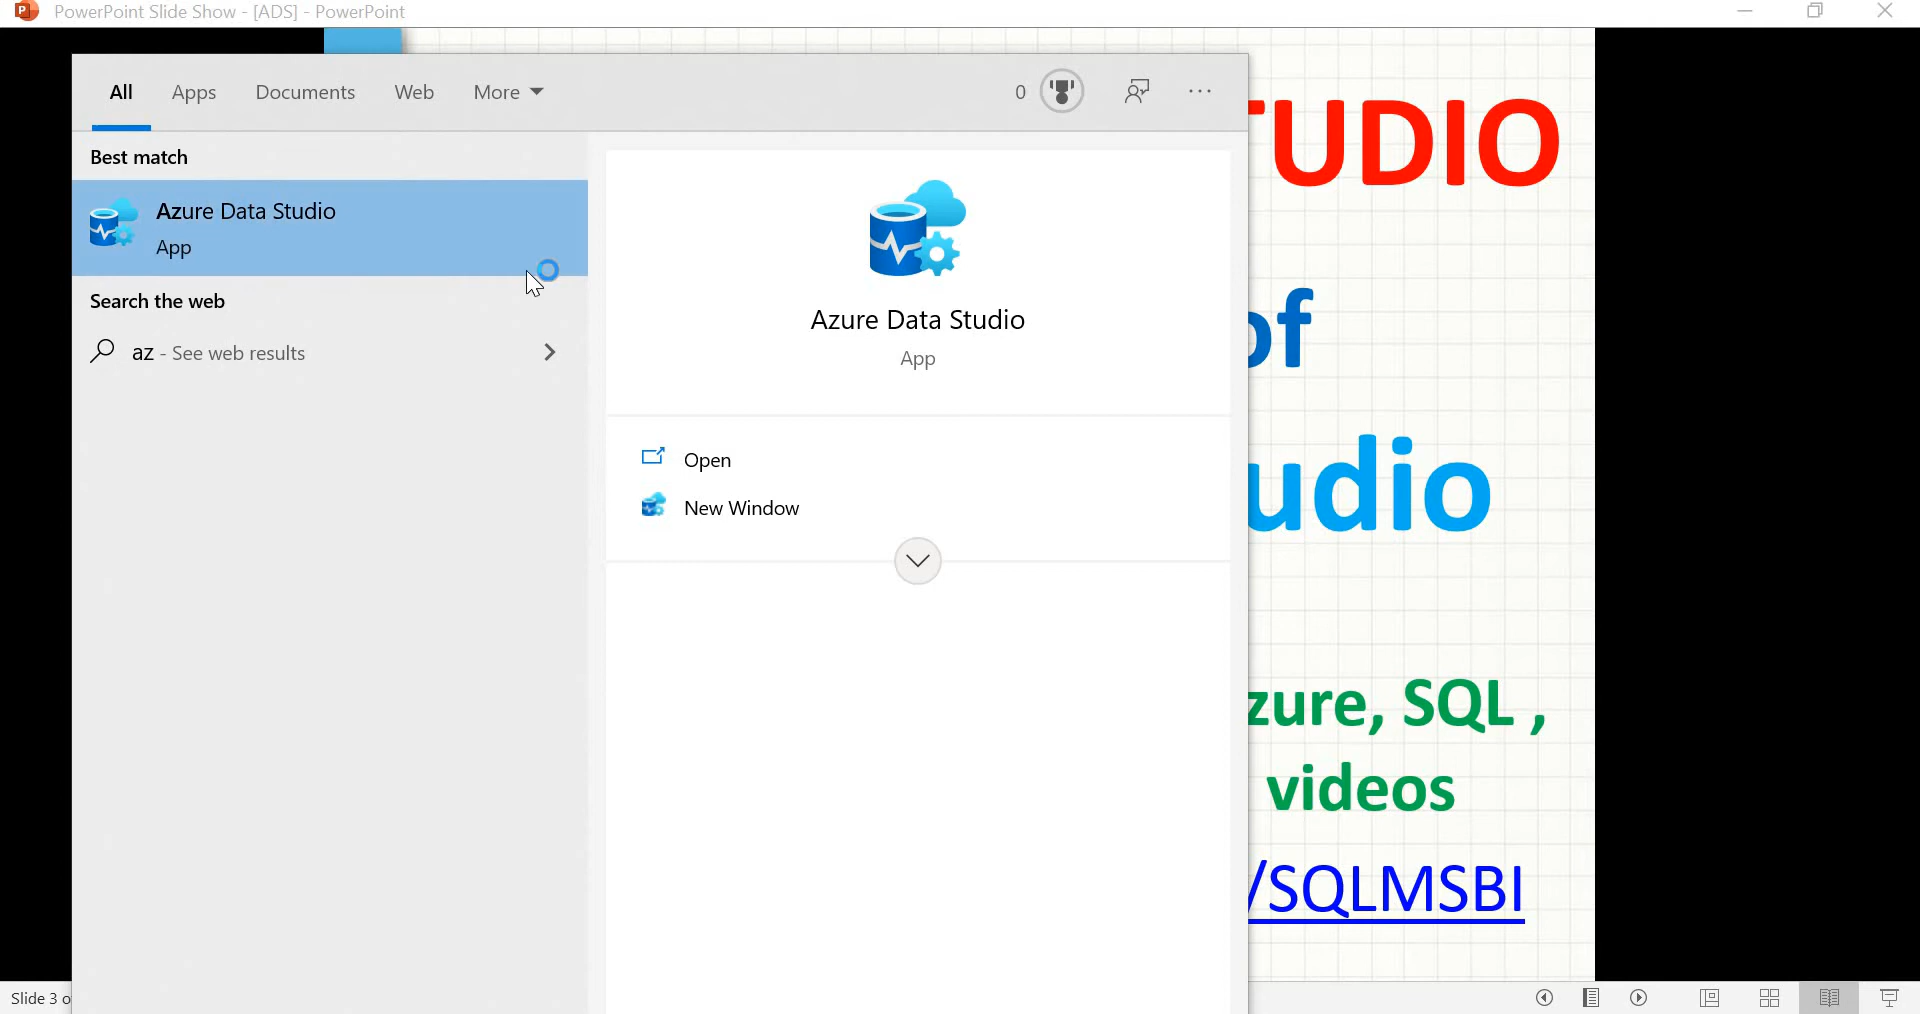 PowerPoint Slide Show - [ADS] - PowerPoint
All Apps Documents Web More
0
Best match
Azure Data Studio
App
Search the web
az - See web results
Azure Data Studio
App
Open
New Window
TUDIO
of
udio
zure, SQL ,
videos
/SQLMSBI
Slide 3 o